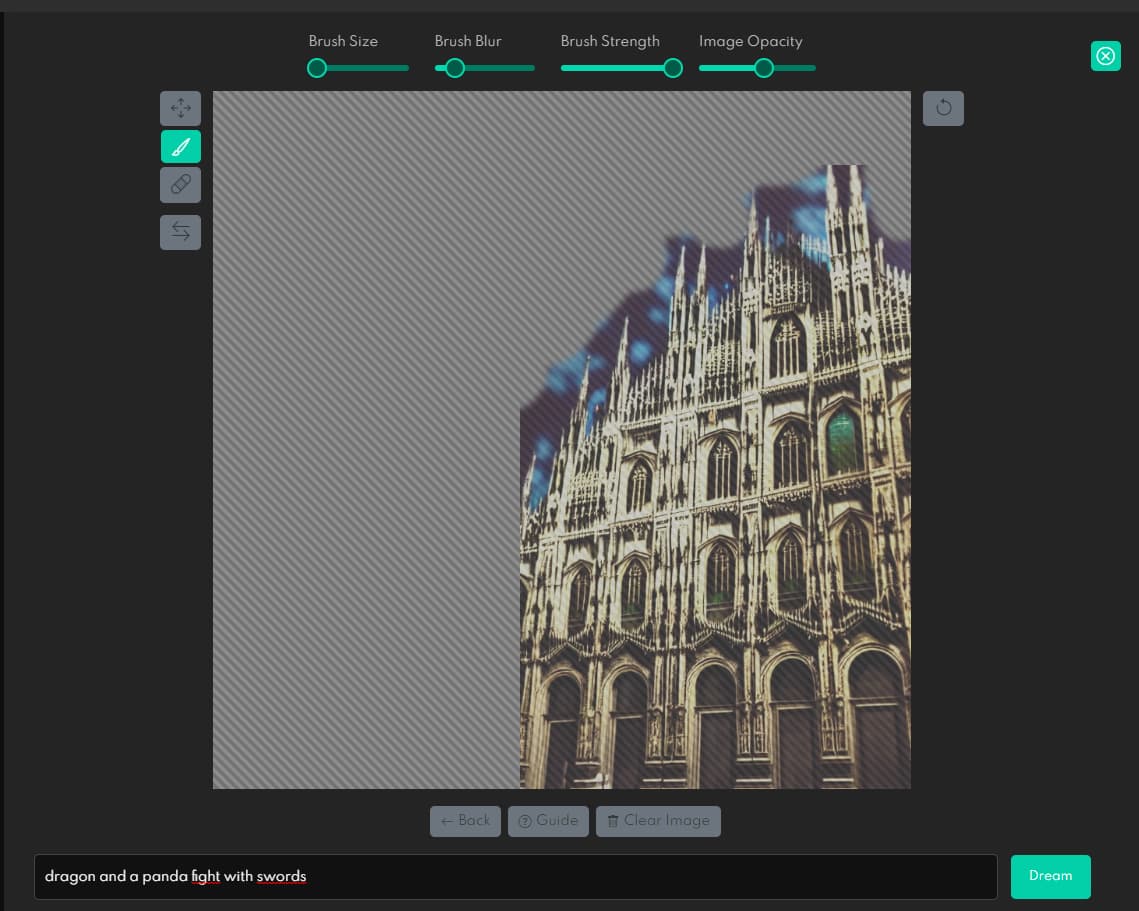 Brush Size Brush Blur Brush Strength Image Opacity
← Back Guide Clear Image
dragon and a panda fight with swords Dream